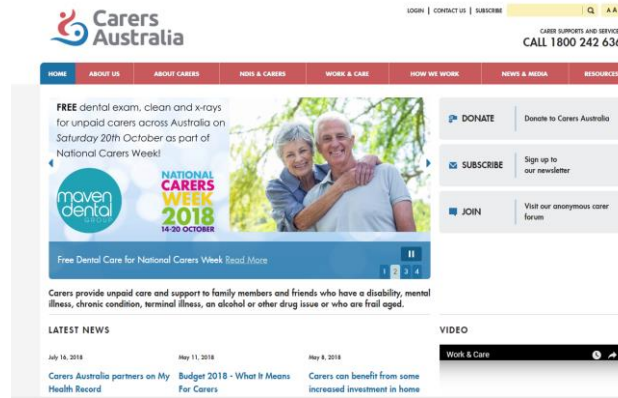 Carers
Australia
LOGIN | CONTACT US | SUBSCRIBE
A A
CARER SUPPORTS AND SERVICE
CALL 1800 242 636
HOME ABOUT US ABOUT CARERS NDIS & CARERS WORK & CARE HOW WE WORK NEWS & MEDIA RESOURCES
FREE dental exam, clean and x-rays
for unpaid carers across Australia on
Saturday 20th October as part of
National Carers Week!
maven
dental
GROUP
NATIONAL
CARERS
WEEK
2018
14-20 OCTOBER
Free Dental Care for National Carers Week Read More
1 2 3 4
DONATE Donate to Carers Australia
SUBSCRIBE Sign up to
our newsletter
JOIN Visit our anonymous carer
forum
Carers provide unpaid care and support to family members and friends who have a disability, mental
illness, chronic condition, terminal illness, an alcohol or other drug issue or who are frail aged.
LATEST NEWS
July 16, 2018
Carers Australia partners on My
Health Record
May 11, 2018
Budget 2018 - What It Means
For Carers
May 8, 2018
Carers can benefit from some
increased investment in home
VIDEO
Work & Care